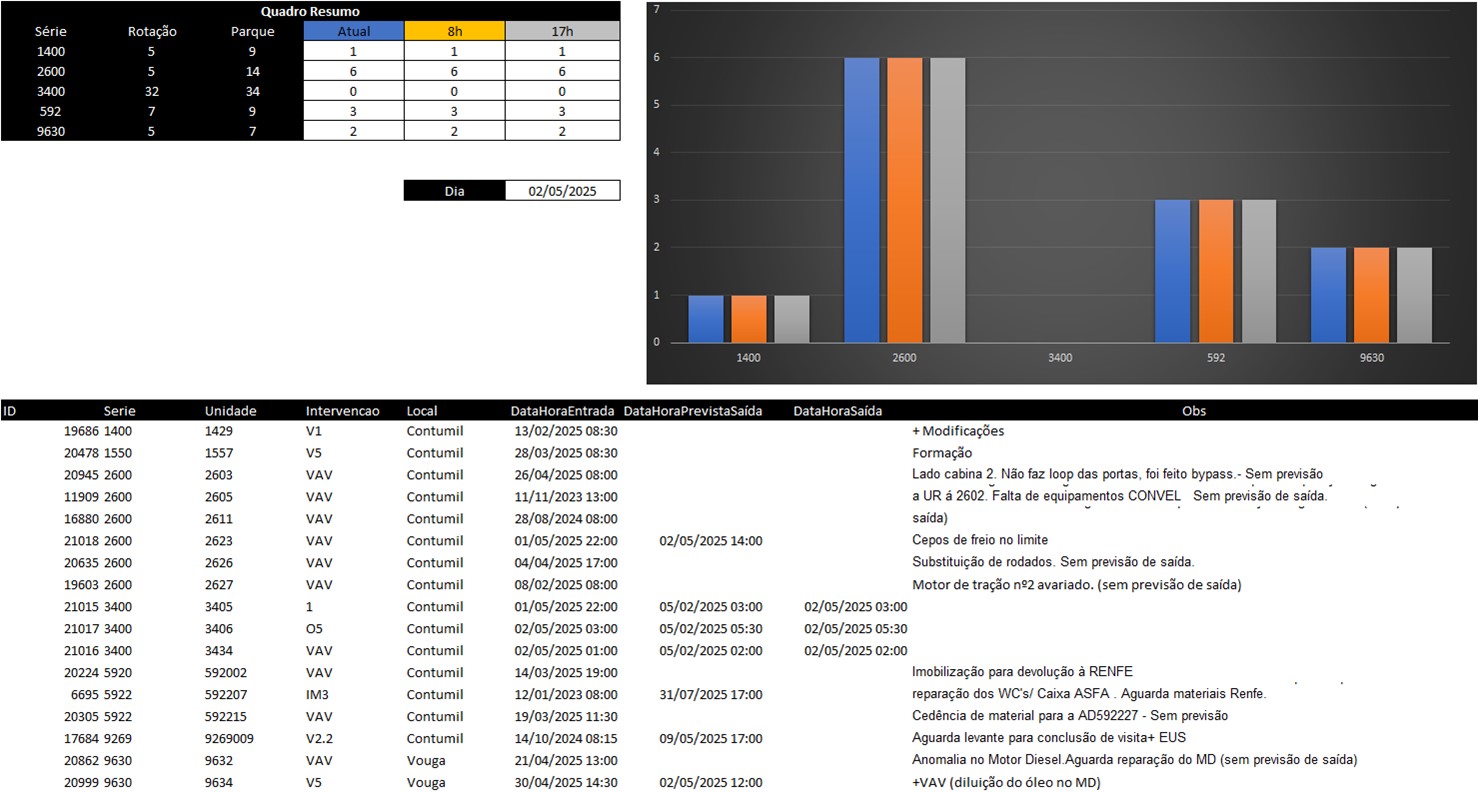 Quadro Resumo
Série Rotação Parque Atual 8h 17h
1400 5 9 1 1 1
2600 5 14 6 6 6
3400 32 34 0 0 0
592 7 9 3 3 3
9630 5 7 2 2 2
Dia 02/05/2025
7
6
5
4
3
2
1
0
1400 2600 3400 592 9630
ID Serie Unidade Intervencao Local DataHoraEntrada DataHoraPrevistaSaída DataHoraSaída Obs
19686 1400 1429 V1 Contumil 13/02/2025 08:30 + Modificações
20478 1550 1557 V5 Contumil 28/03/2025 08:30 Formação
20945 2600 2603 VAV Contumil 26/04/2025 08:00 Lado cabina 2. Não faz loop das portas, foi feito bypass.- Sem previsão
11909 2600 2605 VAV Contumil 11/11/2023 13:00 a UR á 2602. Falta de equipamentos CONVEL Sem previsão de saída.
16880 2600 2611 VAV Contumil 28/08/2024 08:00 saída)
21018 2600 2623 VAV Contumil 01/05/2025 22:00 02/05/2025 14:00 Cepos de freio no limite
20635 2600 2626 VAV Contumil 04/04/2025 17:00 Substituição de rodados. Sem previsão de saída.
19603 2600 2627 VAV Contumil 08/02/2025 08:00 Motor de tração nº2 avariado. (sem previsão de saída)
21015 3400 3405 1 Contumil 01/05/2025 22:00 05/02/2025 03:00 02/05/2025 03:00
21017 3400 3406 O5 Contumil 02/05/2025 03:00 05/02/2025 05:30 02/05/2025 05:30
21016 3400 3434 VAV Contumil 02/05/2025 01:00 05/02/2025 02:00 02/05/2025 02:00
20224 5920 592002 VAV Contumil 14/03/2025 19:00 Imobilização para devolução à RENFE
6695 5922 592207 IM3 Contumil 12/01/2023 08:00 31/07/2025 17:00 reparação dos WC's/ Caixa ASFA . Aguarda materiais Renfe.
20305 5922 592215 VAV Contumil 19/03/2025 11:30 Cedência de material para a AD592227 - Sem previsão
17684 9269 9269009 V2.2 Contumil 14/10/2024 08:15 09/05/2025 17:00 Aguarda levante para conclusão de visita+ EUS
20862 9630 9632 VAV Vouga 21/04/2025 13:00 Anomalia no Motor Diesel.Aguarda reparação do MD (sem previsão de saída)
20999 9630 9634 V5 Vouga 30/04/2025 14:30 02/05/2025 12:00 +VAV (diluição do óleo no MD)